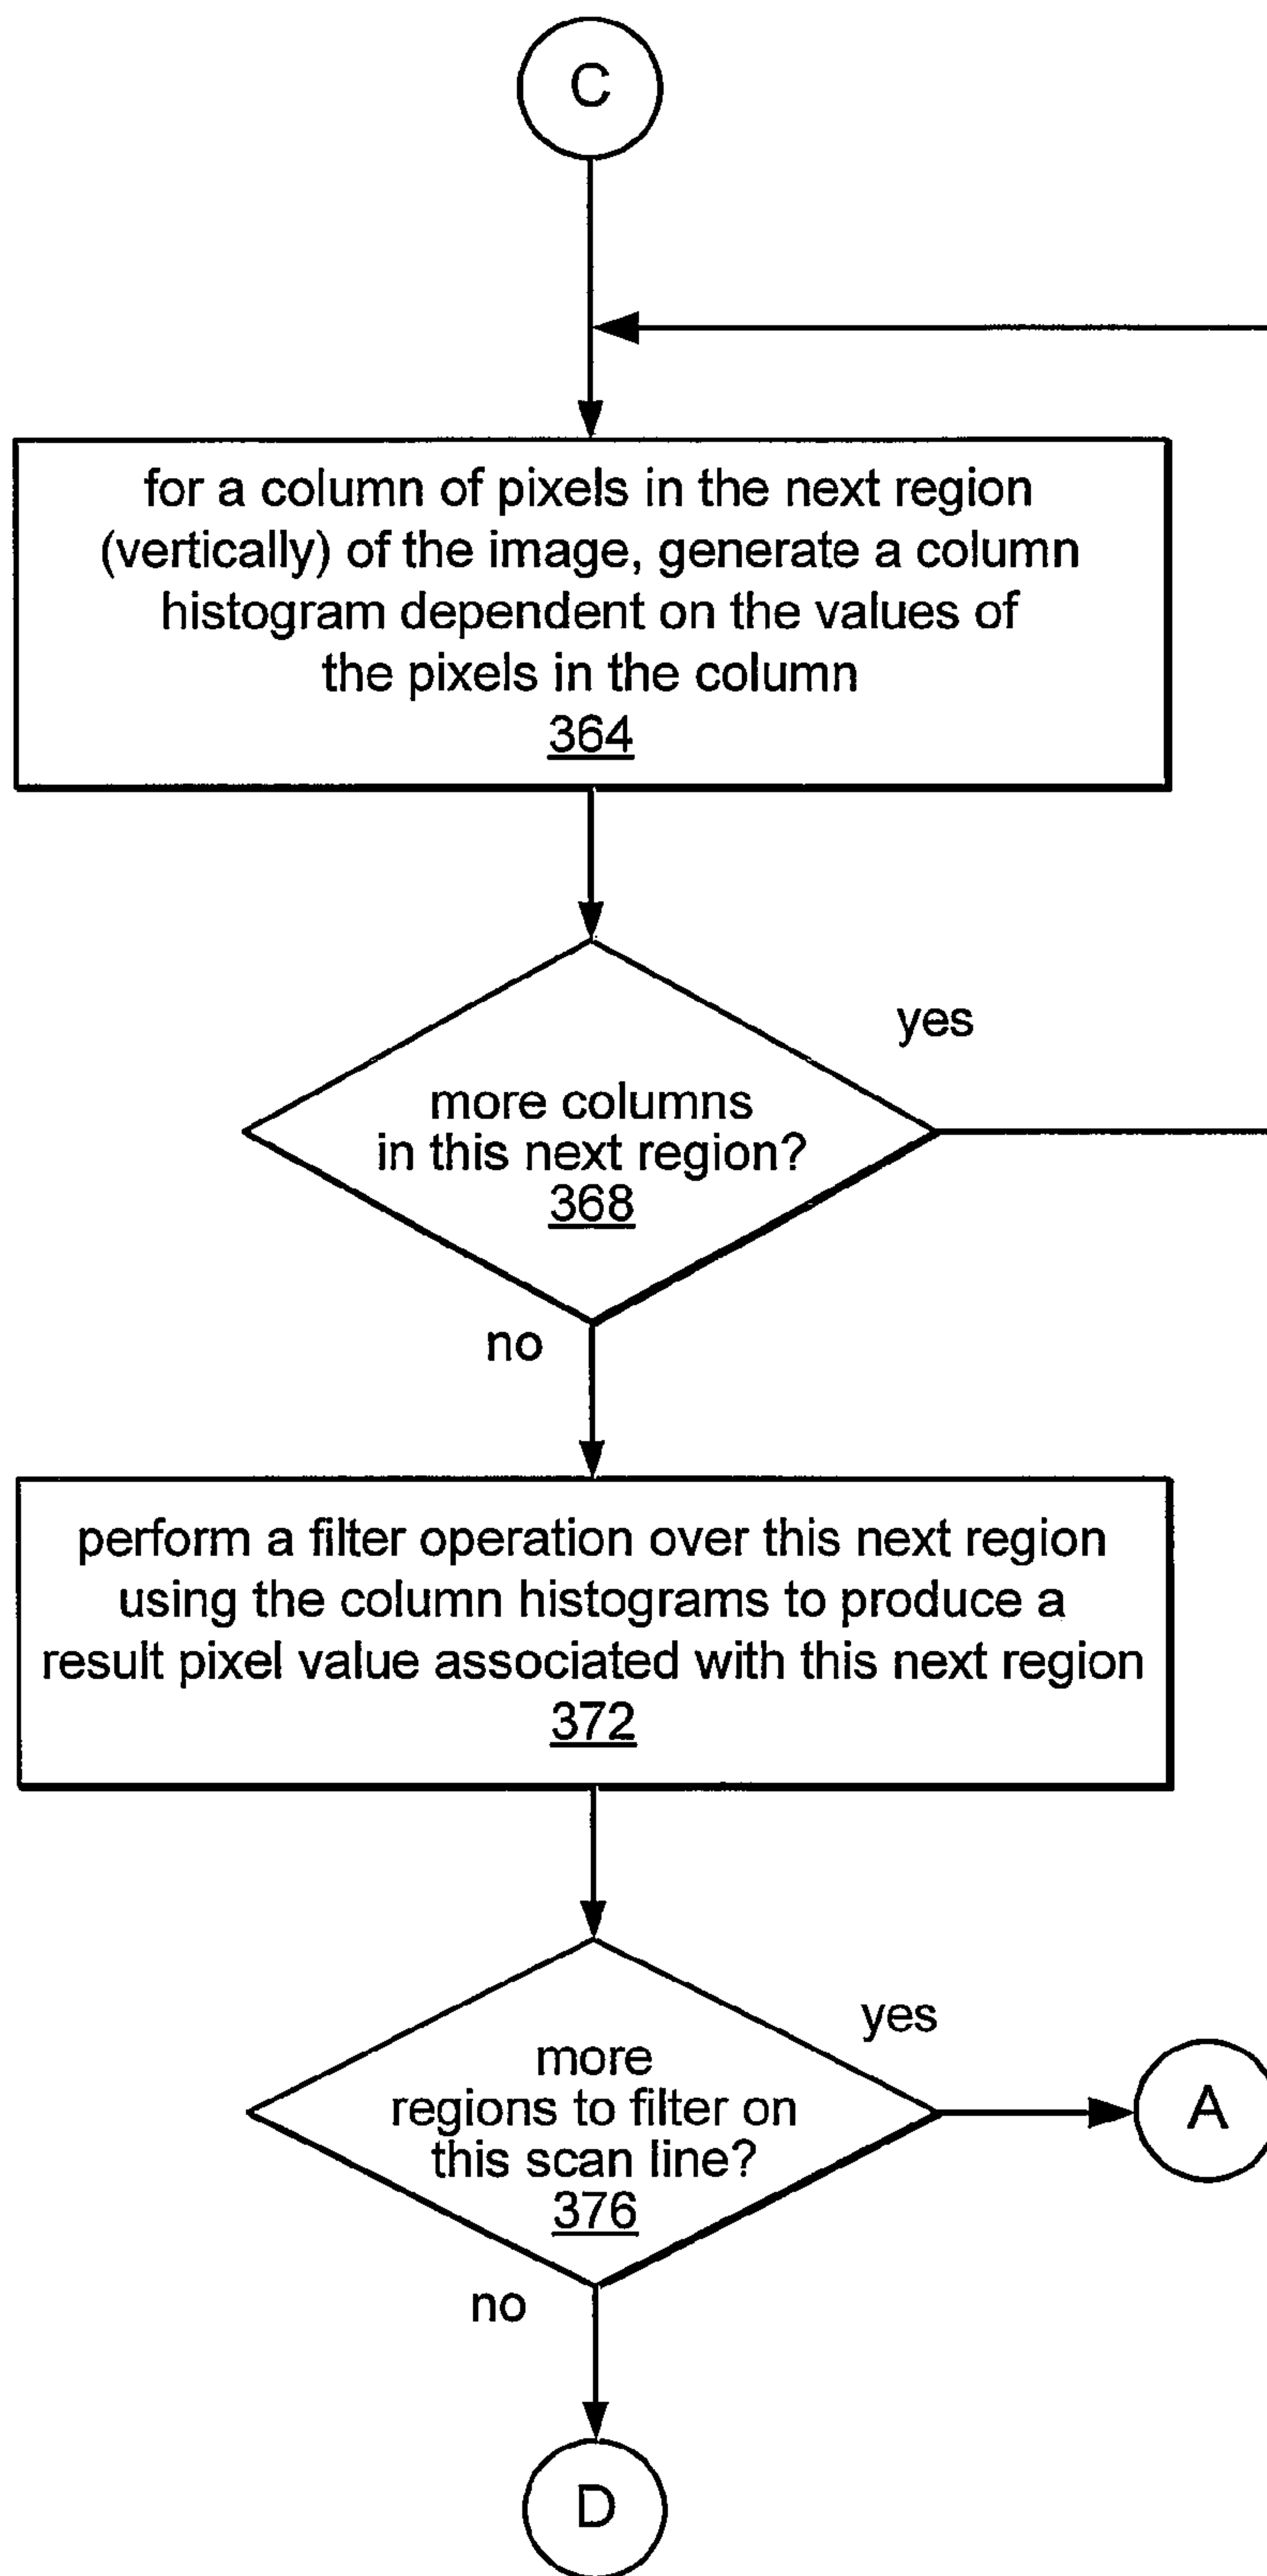 C
for a column of pixels in the next region
(vertically) of the image, generate a column
histogram dependent on the values of
the pixels in the column
364
yes
more columns
in this next region?
368
no
perform a filter operation over this next region
using the column histograms to produce a
result pixel value associated with this next region
372
yes
more
regions to filter on
this scan line?
376
A
no
D